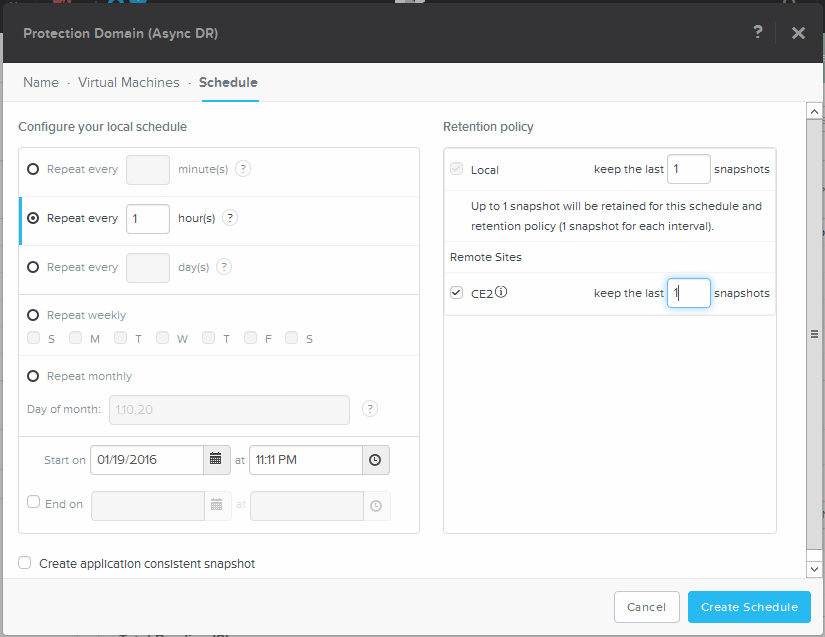 Protection Domain (Async DR)
?
Name · Virtual Machines · Schedule
Configure your local schedule
Repeat every minute(s) ?
Repeat every 1 hour(s) ?
Repeat every day(s) ?
Repeat weekly
S M T W T F S
Repeat monthly
Day of month: 1,10,20 ?
Start on 01/19/2016 at 11:11 PM
End on at
Create application consistent snapshot
Retention policy
Local keep the last 1 snapshots
Up to 1 snapshot will be retained for this schedule and
retention policy (1 snapshot for each interval).
Remote Sites
CE2 keep the last 1 snapshots
Cancel Create Schedule